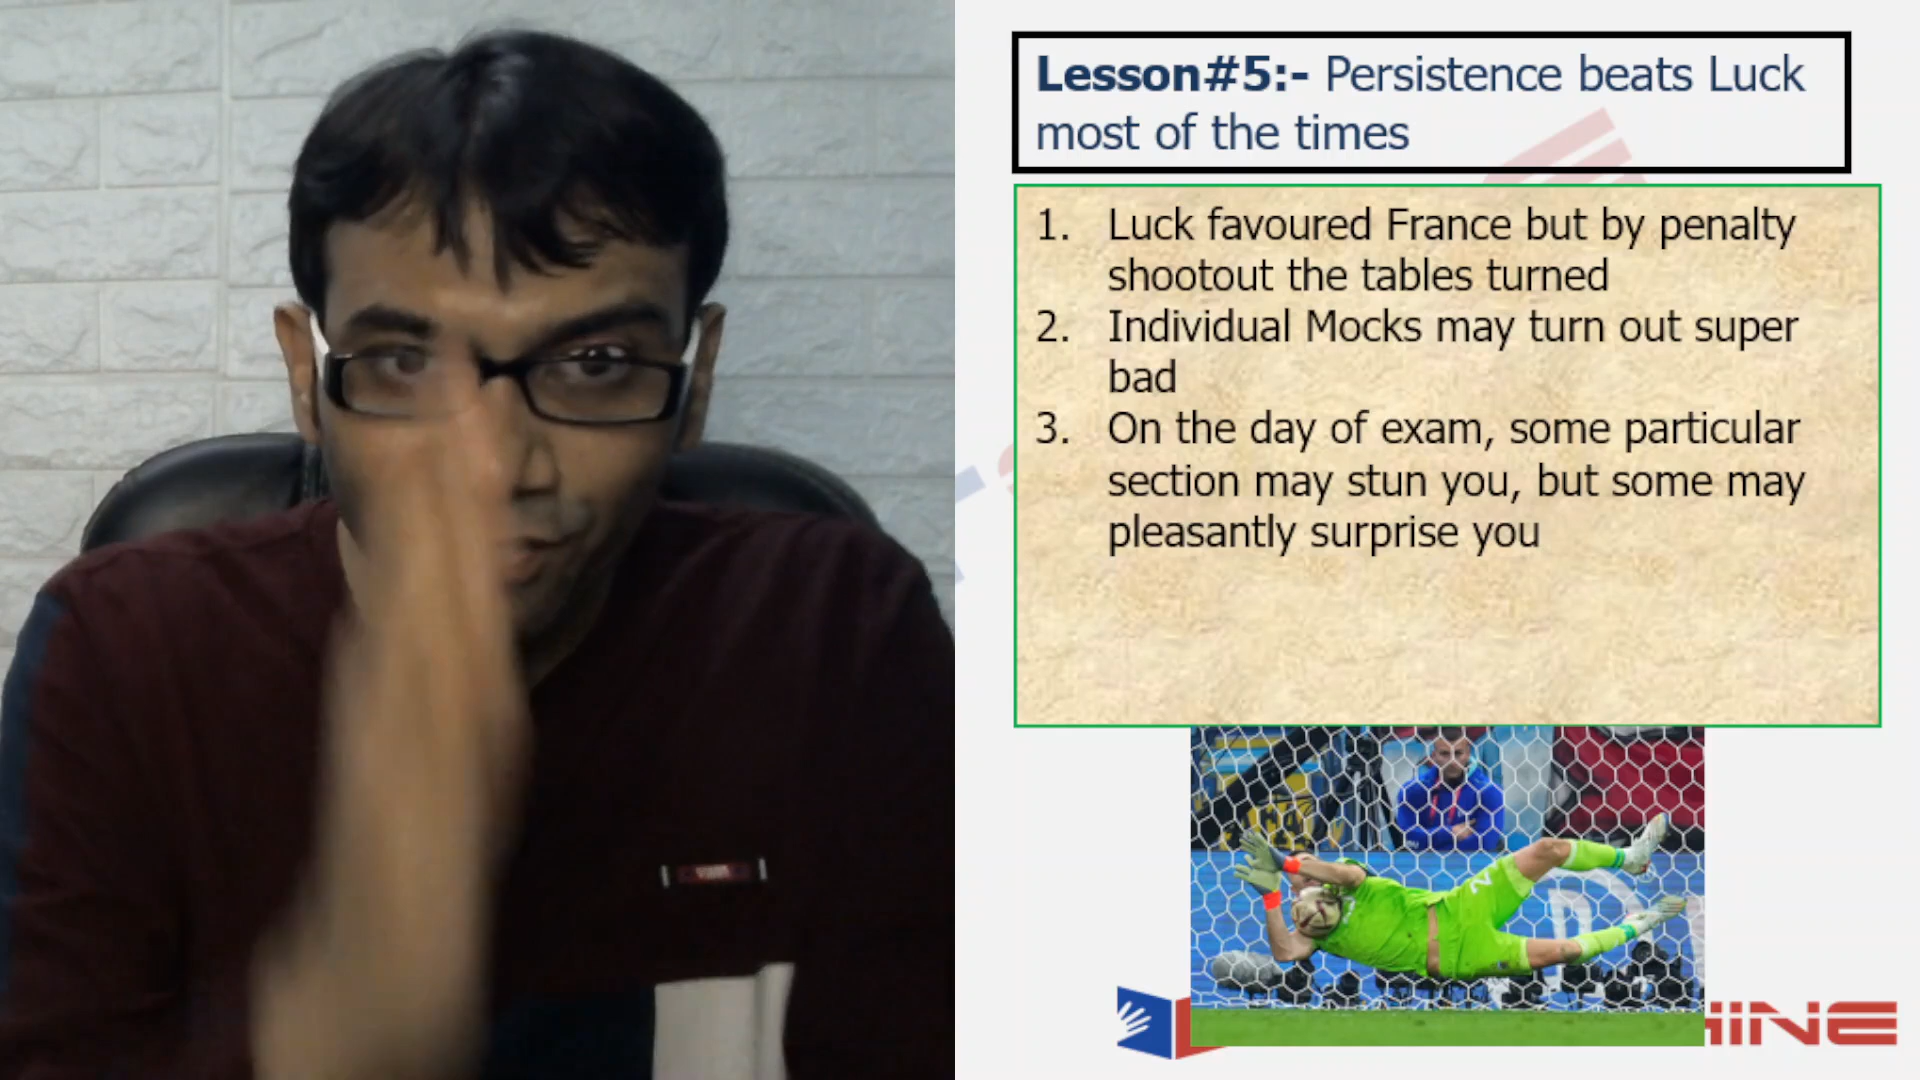 Lesson#5:- Persistence beats Luck
most of the times
1. Luck favoured France but by penalty
shootout the tables turned
2. Individual Mocks may turn out super
bad
3. On the day of exam, some particular
section may stun you, but some may
pleasantly surprise you